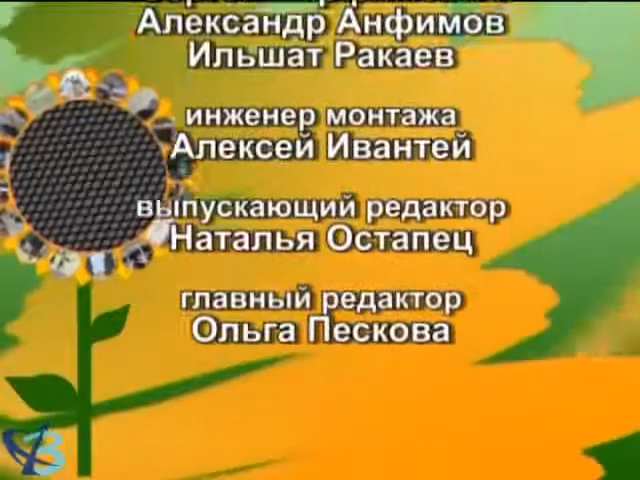 Александр Анфимов
Ильшат Ракаев
инженер монтажа
Алексей Ивантей
выпускающий редактор
Наталья Остапец
главный редактор
Ольга Пескова